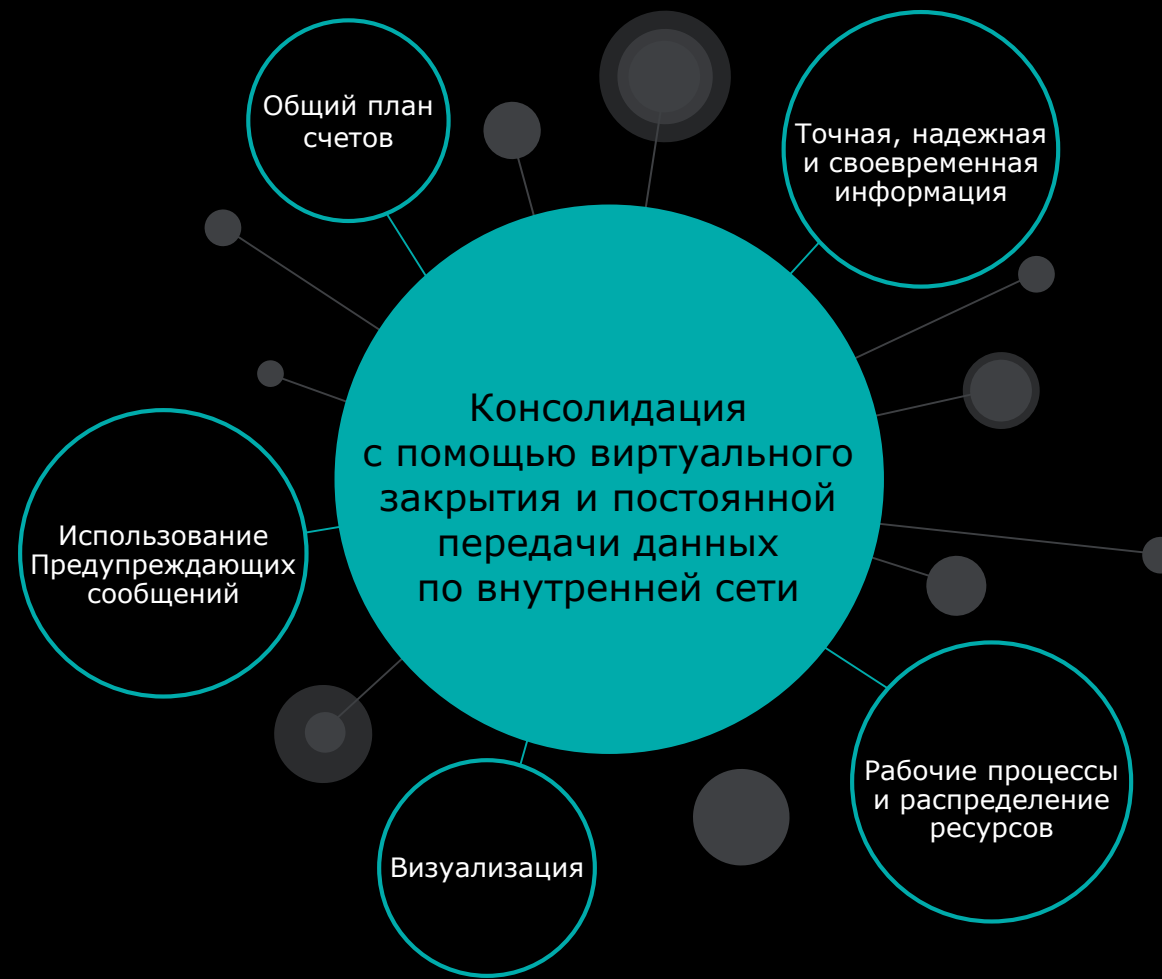 Общий план
счетов
Точная, надежная
и своевременная
информация
Консолидация
с помощью виртуального
закрытия и постоянной
передачи данных
по внутренней сети
Использование
Предупреждающих
сообщений
Рабочие процессы
и распределение
ресурсов
Визуализация